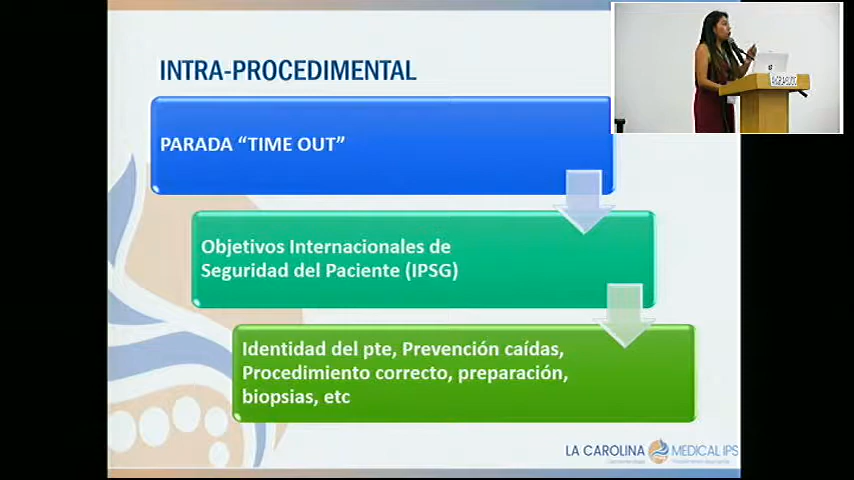 INTRA-PROCEDIMENTAL
PARADA “TIME OUT”
Objetivos Internacionales de
Seguridad del Paciente (IPSG)
Identidad del pte, Prevención caídas,
Procedimiento correcto, preparación,
biopsias, etc
LA CAROLINA MEDICAL IPS